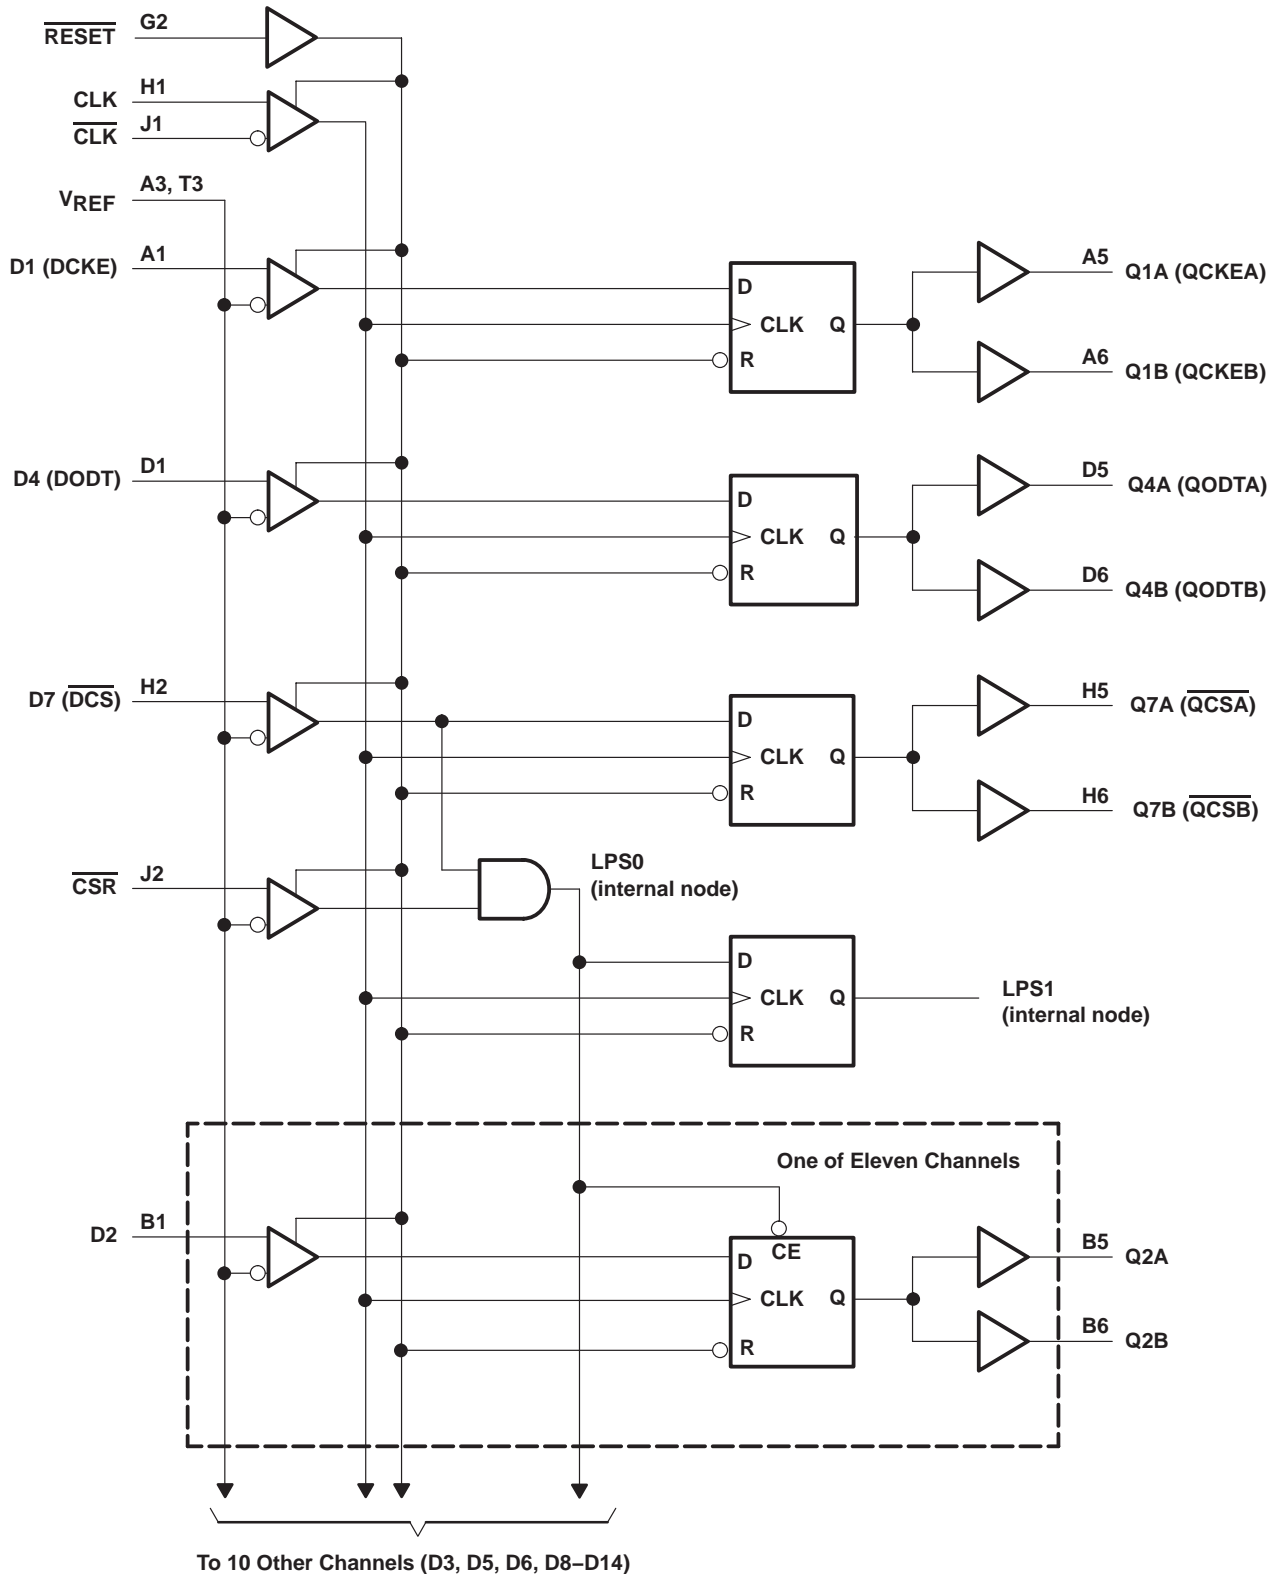 RESET G2
CLK H1
CLK J1
VREF A3, T3
D1 (DCKE) A1
D
CLK Q
R
A5 Q1A (QCKEA)
A6 Q1B (QCKEB)
D4 (DODT) D1
D
CLK Q
R
D5 Q4A (QODTA)
D6 Q4B (QODTB)
D7 (DCS) H2
D
CLK Q
R
H5 Q7A (QCSA)
H6 Q7B (QCSB)
CSR J2
LPS0
(internal node)
D
CLK Q
R
LPS1
(internal node)
One of Eleven Channels
D2 B1
CE
D
CLK Q
R
B5 Q2A
B6 Q2B
To 10 Other Channels (D3, D5, D6, D8–D14)